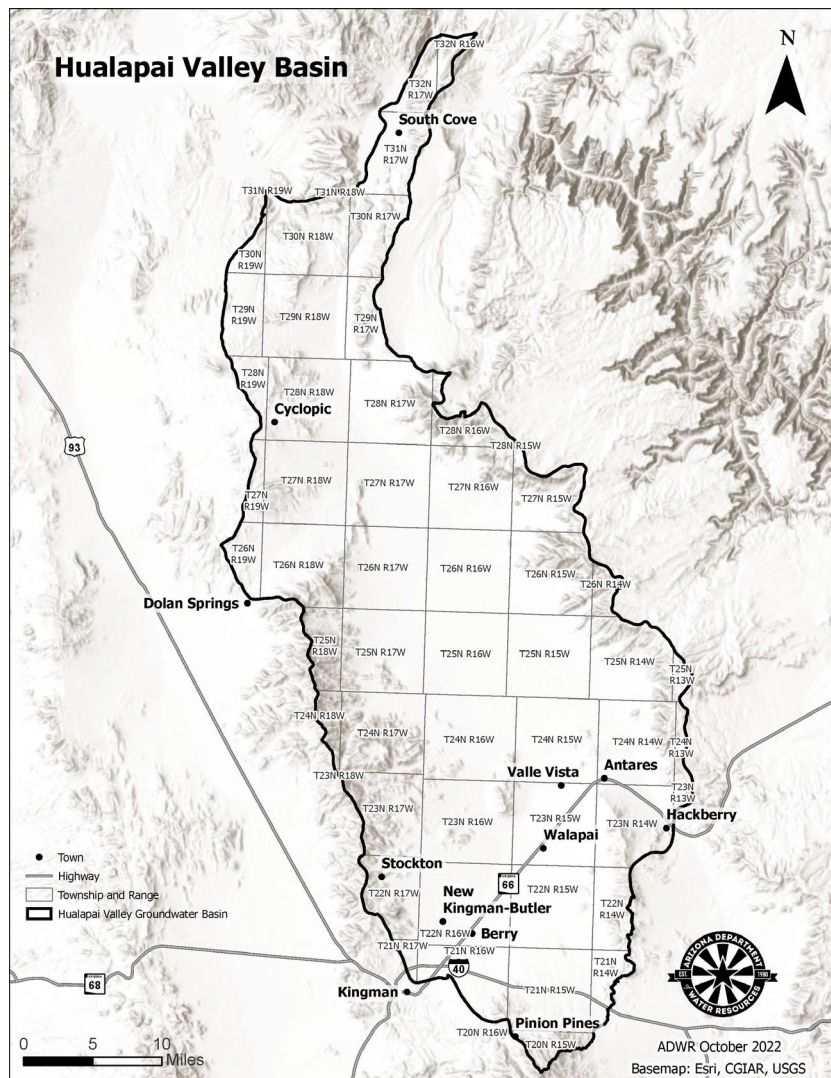 Hualapai Valley Basin
N
T32N R16W
T32N
R17W
South Cove
T31N
R17W
T31N R19W
T31N R18W
T30N R17W
T30N R18W
T30N
R19W
T29N
R19W
T29N R18W
T29N
R17W
T28N
R19W
T28N R18W
Cyclopic
T28N R17W
T28N R16W
T28N R15W
93
T27N
R19W
T27N R18W
T27N R17W
T27N R16W
T27N R15W
T26N
R19W
T26N R18W
T26N R17W
T26N R16W
T26N R15W
T26N R14W
Dolan Springs
T25N
R18W
T25N R17W
T25N R16W
T25N R15W
T25N R14W
T25N
R13W
T24N R18W
T24N R17W
T24N R16W
T24N R15W
T24N R14W
T24N
R13W
Valle Vista
Antares
T23N R18W
T23N
R13W
T23N R17W
T23N R16W
T23N R15W
T23N R14W
Hackberry
Walapai
Stockton
66
T22N R17W
T22N R15W
New
Kingman-Butler
T22N
R14W
T22N R16W
Berry
T21N R17W
T21N R16W
T21N
R14W
40
T21N R15W
Kingman
68
T20N R16W
Pinion Pines
T20N R15W
Town
Highway
Township and Range
Hualapai Valley Groundwater Basin
0 5 10
Miles
ARIZONA DEPARTMENT
EST. 1980
of
WATER RESOURCES
ADWR October 2022
Basemap: Esri, CGIAR, USGS